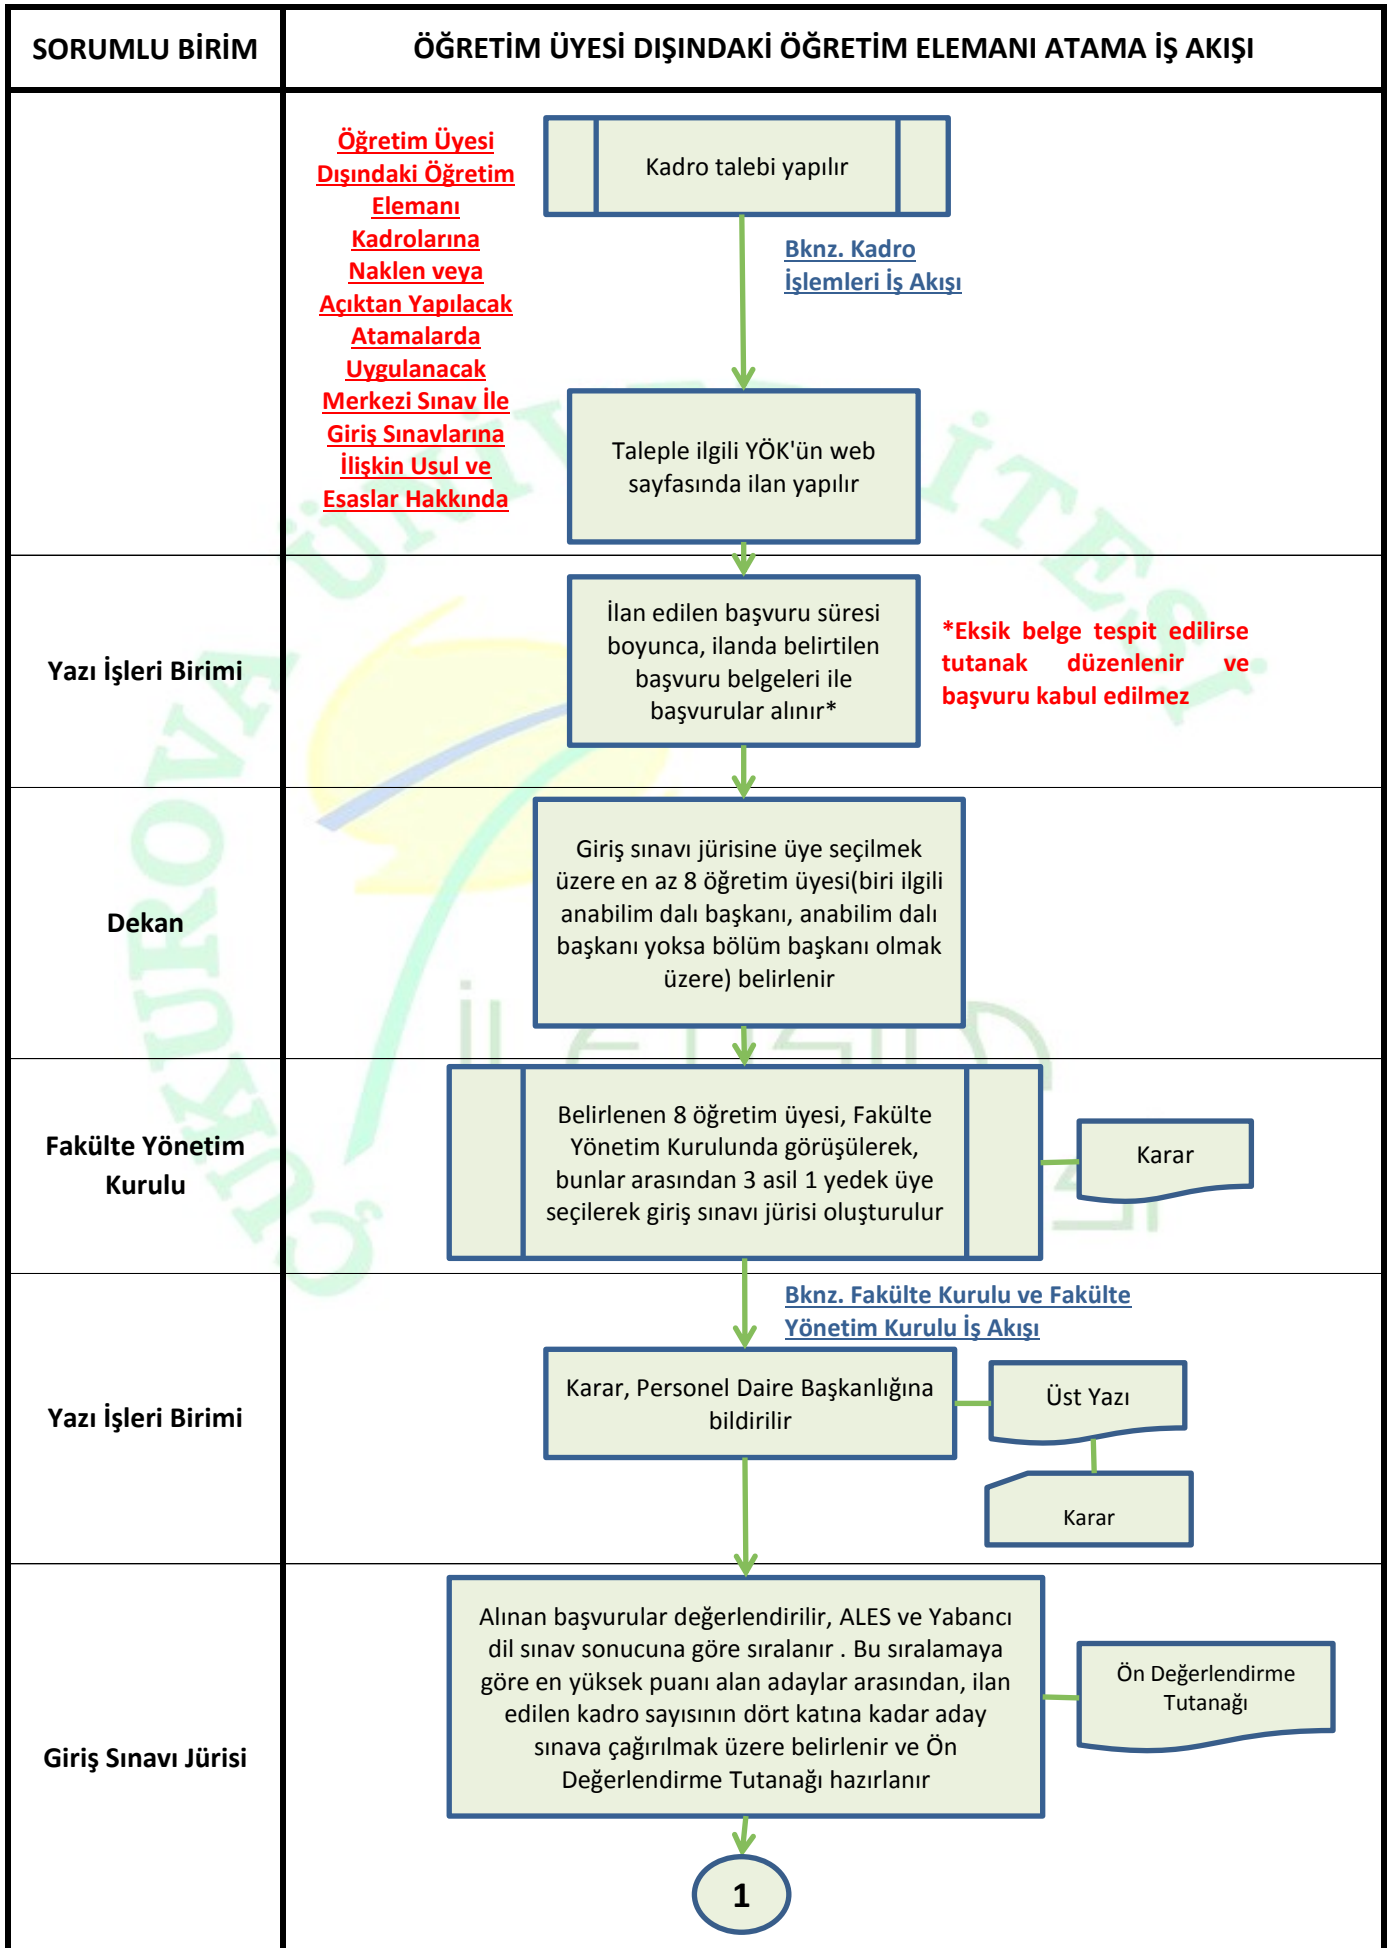 SORUMLU BİRİM
ÖĞRETİM ÜYESİ DIŞINDAKİ ÖĞRETİM ELEMANI ATAMA İŞ AKIŞI
Öğretim Üyesi
Dışındaki Öğretim
Elemanı
Kadrolarına
Naklen veya
Açıktan Yapılacak
Atamalarda
Uygulanacak
Merkezi Sınav İle
Giriş Sınavlarına
İlişkin Usul ve
Esaslar Hakkında
Kadro talebi yapılır
Bknz. Kadro
İşlemleri İş Akışı
Taleple ilgili YÖK'ün web
sayfasında ilan yapılır
Yazı İşleri Birimi
İlan edilen başvuru süresi
boyunca, ilanda belirtilen
başvuru belgeleri ile
başvurular alınır*
*Eksik belge tespit edilirse
tutanak düzenlenir ve
başvuru kabul edilmez
Dekan
Giriş sınavı jürisine üye seçilmek
üzere en az 8 öğretim üyesi(biri ilgili
anabilim dalı başkanı, anabilim dalı
başkanı yoksa bölüm başkanı olmak
üzere) belirlenir
Fakülte Yönetim
Kurulu
Belirlenen 8 öğretim üyesi, Fakülte
Yönetim Kurulunda görüşülerek,
bunlar arasından 3 asil 1 yedek üye
seçilerek giriş sınavı jürisi oluşturulur
Karar
Bknz. Fakülte Kurulu ve Fakülte
Yönetim Kurulu İş Akışı
Yazı İşleri Birimi
Karar, Personel Daire Başkanlığına
bildirilir
Üst Yazı
Karar
Giriş Sınavı Jürisi
Alınan başvurular değerlendirilir, ALES ve Yabancı
dil sınav sonucuna göre sıralanır . Bu sıralamaya
göre en yüksek puanı alan adaylar arasından, ilan
edilen kadro sayısının dört katına kadar aday
sınava çağırılmak üzere belirlenir ve Ön
Değerlendirme Tutanağı hazırlanır
Ön Değerlendirme
Tutanağı
1